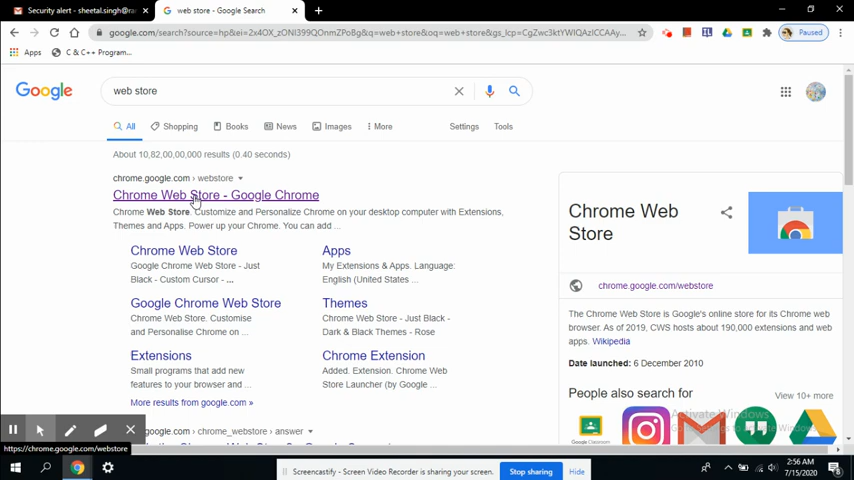 Security alert - sheetal.singh@ra
web store - Google Search
google.com/search?source=hp&ei=2x4OX_zONI399QOnmZPoBg&q=web+store&oq=web+store&gs_lcp=CgZwc3ktYWIQAzICCAAy...
Paused
Apps
C & C++ Program...
Google
web store
All
Shopping
Books
News
Images
More
Settings
Tools
About 10,82,00,00,000 results (0.40 seconds)
chrome.google.com › webstore
Chrome Web Store - Google Chrome
Chrome Web Store. Customize and Personalize Chrome on your desktop computer with Extensions,
Themes and Apps. Power up your Chrome. You can add ...
Chrome Web Store
Google Chrome Web Store - Just
Black - Custom Cursor - ...
Apps
My Extensions & Apps. Language:
English (United States ...
Google Chrome Web Store
Chrome Web Store. Customise
and Personalise Chrome on ...
Themes
Chrome Web Store - Just Black -
Dark & Black Themes - Rose
Extensions
Small programs that add new
features to your browser and ...
Chrome Extension
Added. Extension. Chrome Web
Store Launcher (by Google ...
More results from google.com »
google.com › chrome_webstore › answer
Chrome Web
Store
chrome.google.com/webstore
The Chrome Web Store is Google's online store for its Chrome web
browser. As of 2019, CWS hosts about 190,000 extensions and web
apps. Wikipedia
Date launched: 6 December 2010
People also search for
View 10+ more
Activate Windows
https://chrome.google.com/webstore
Screencastify - Screen Video Recorder is sharing your screen.
Stop sharing
Hide
2:56 AM
7/15/2020